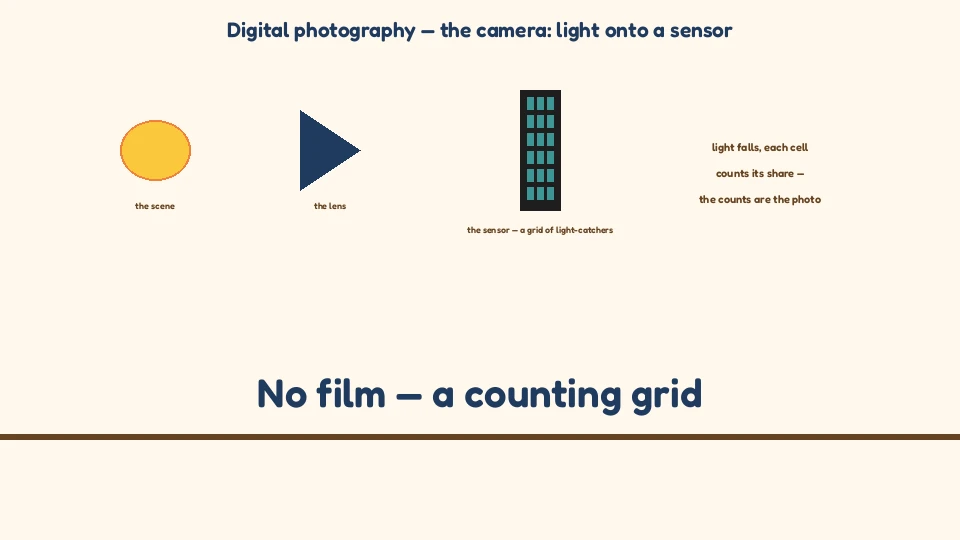 Digital photography — the camera: light onto a sensor
light falls, each cell
counts its share —
the counts are the photo
the scene
the lens
the sensor — a grid of light-catchers
No film — a counting grid